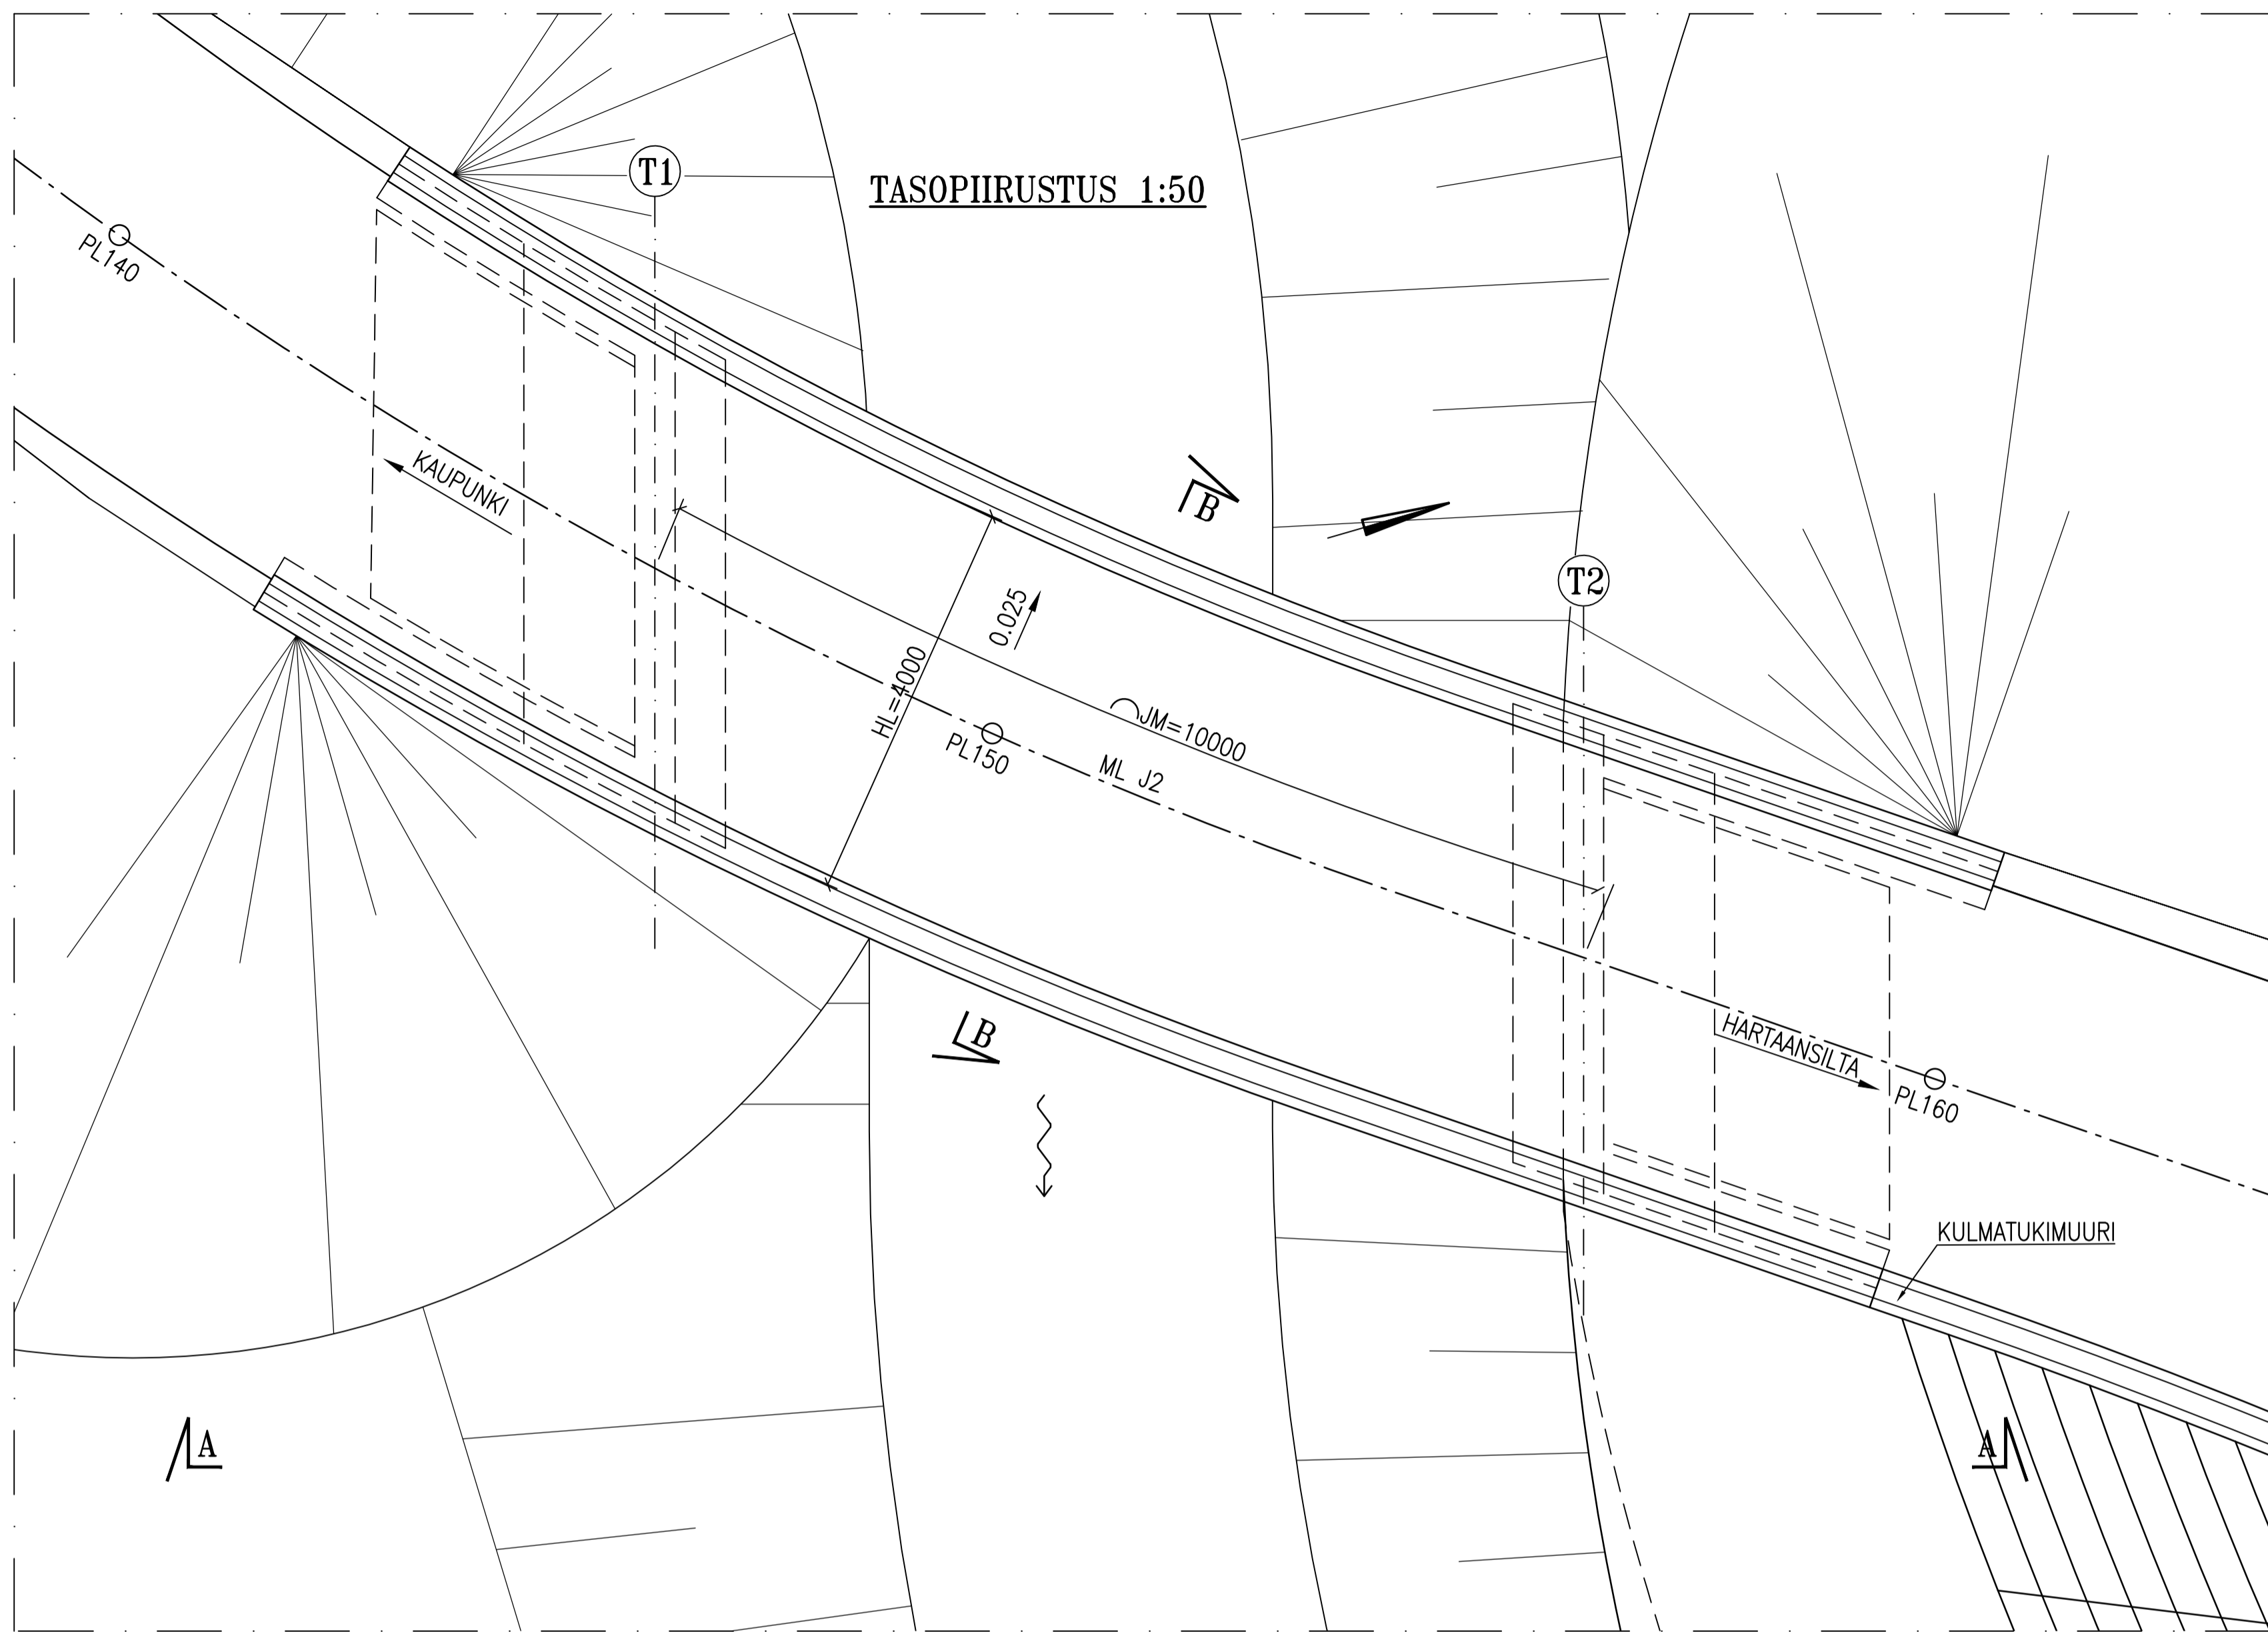 T1
TASOPIIRUSTUS 1:50
PL140
KAUPUNKI
B
T2
0.025
HL=4000
JM=10000
PL150
ML J2
B
HARTAANSILTA
PL160
KULMATUKIMUURI
A
A